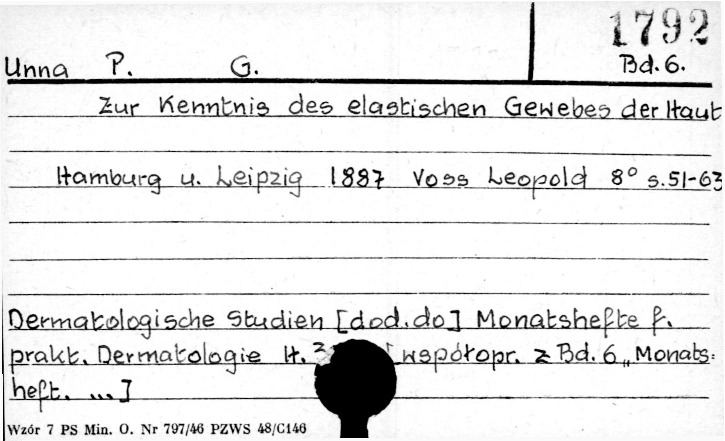 1792
Unna P. G. Bd. 6.
Zur Kenntnis des elastischen Gewebes der Haut
Hamburg u. Leipzig 1887 Voss Leopold 8° s. 51-63
Dermatologische Studien [dod. do] Monatshefte f.
prakt. Dermatologie H. [współopr. z Bd. 6 „Monats=
heft. ...]
Wzór 7 PS Min. O. Nr 797/46 PZWS 48/C146